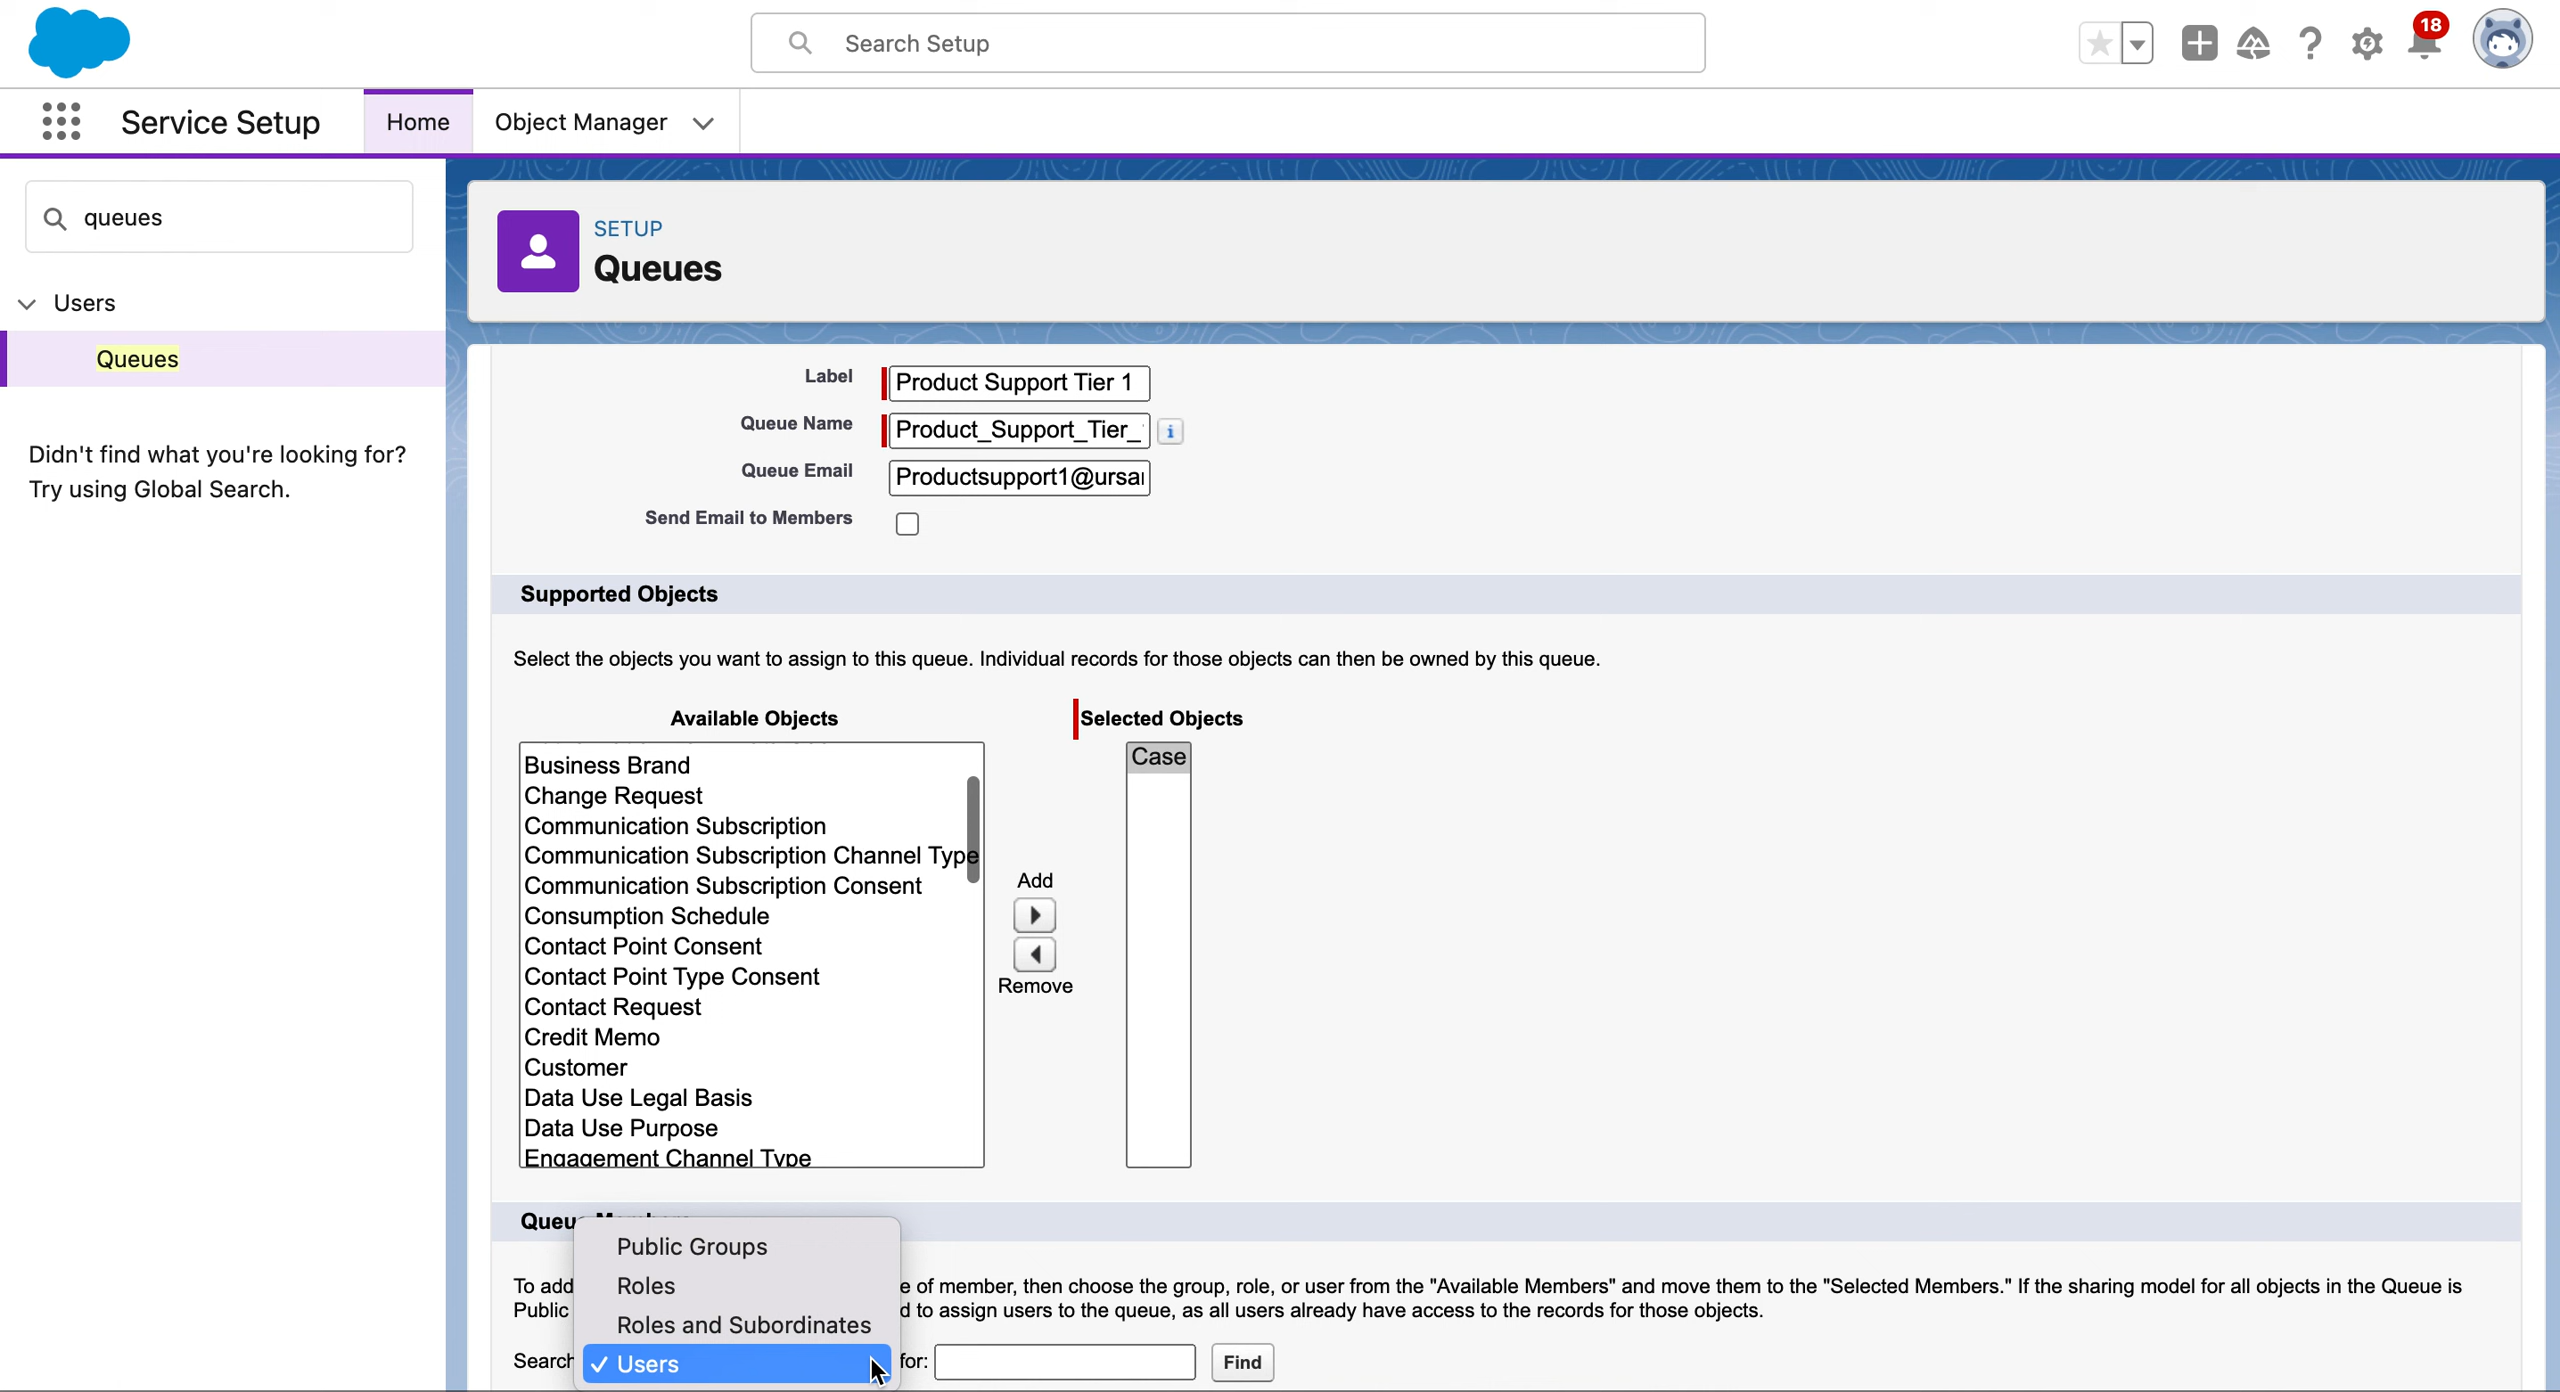 Search Setup
18
Service Setup
Home
Object Manager
queues
Users
Queues
Didn't find what you're looking for?
Try using Global Search.
SETUP
Queues
Label
Product Support Tier 1
Queue Name
Product_Support_Tier_
Queue Email
Productsupport1@ursa
Send Email to Members
Supported Objects
Select the objects you want to assign to this queue. Individual records for those objects can then be owned by this queue.
Available Objects
Selected Objects
Business Brand
Change Request
Communication Subscription
Communication Subscription Channel Type
Communication Subscription Consent
Consumption Schedule
Contact Point Consent
Contact Point Type Consent
Contact Request
Credit Memo
Customer
Data Use Legal Basis
Data Use Purpose
Engagement Channel Type
Add
Remove
Case
Public Groups
Roles
Roles and Subordinates
✓ Users
To add e of member, then choose the group, role, or user from the "Available Members" and move them to the "Selected Members." If the sharing model for all objects in the Queue is
Public d to assign users to the queue, as all users already have access to the records for those objects.
Search for:
Find